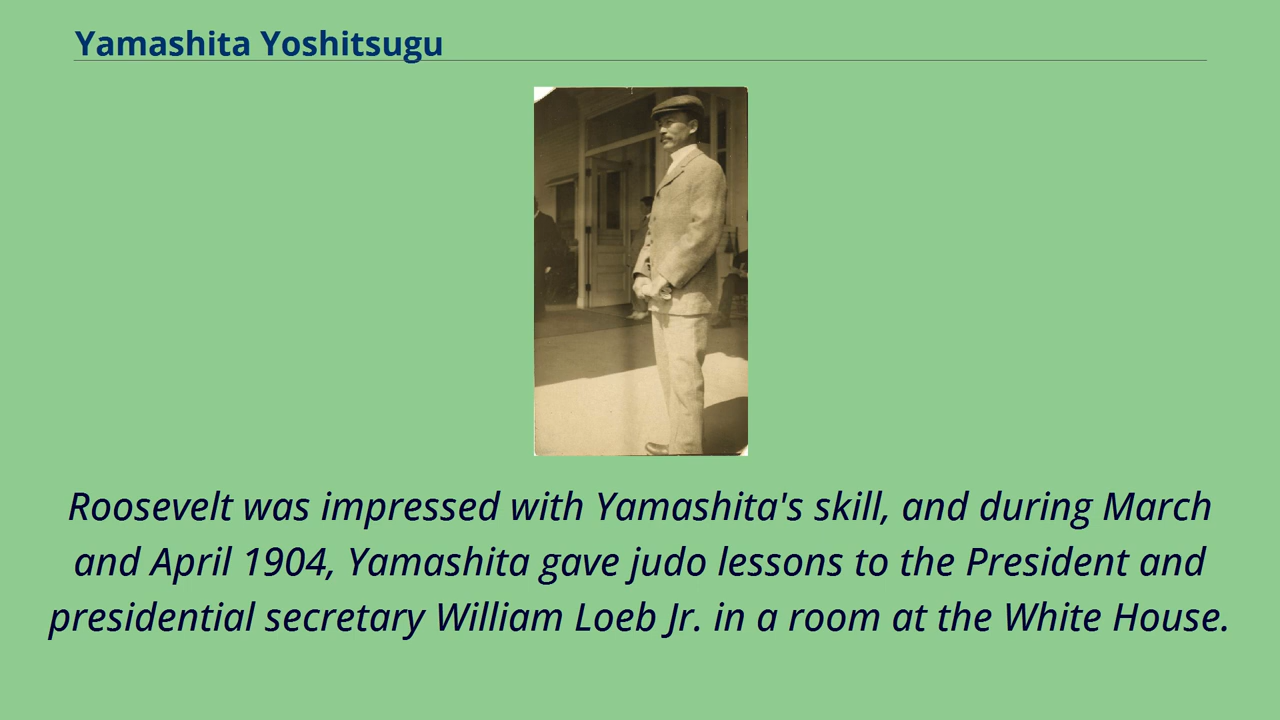 Yamashita Yoshitsugu
Roosevelt was impressed with Yamashita's skill, and during March
and April 1904, Yamashita gave judo lessons to the President and
presidential secretary William Loeb Jr. in a room at the White House.